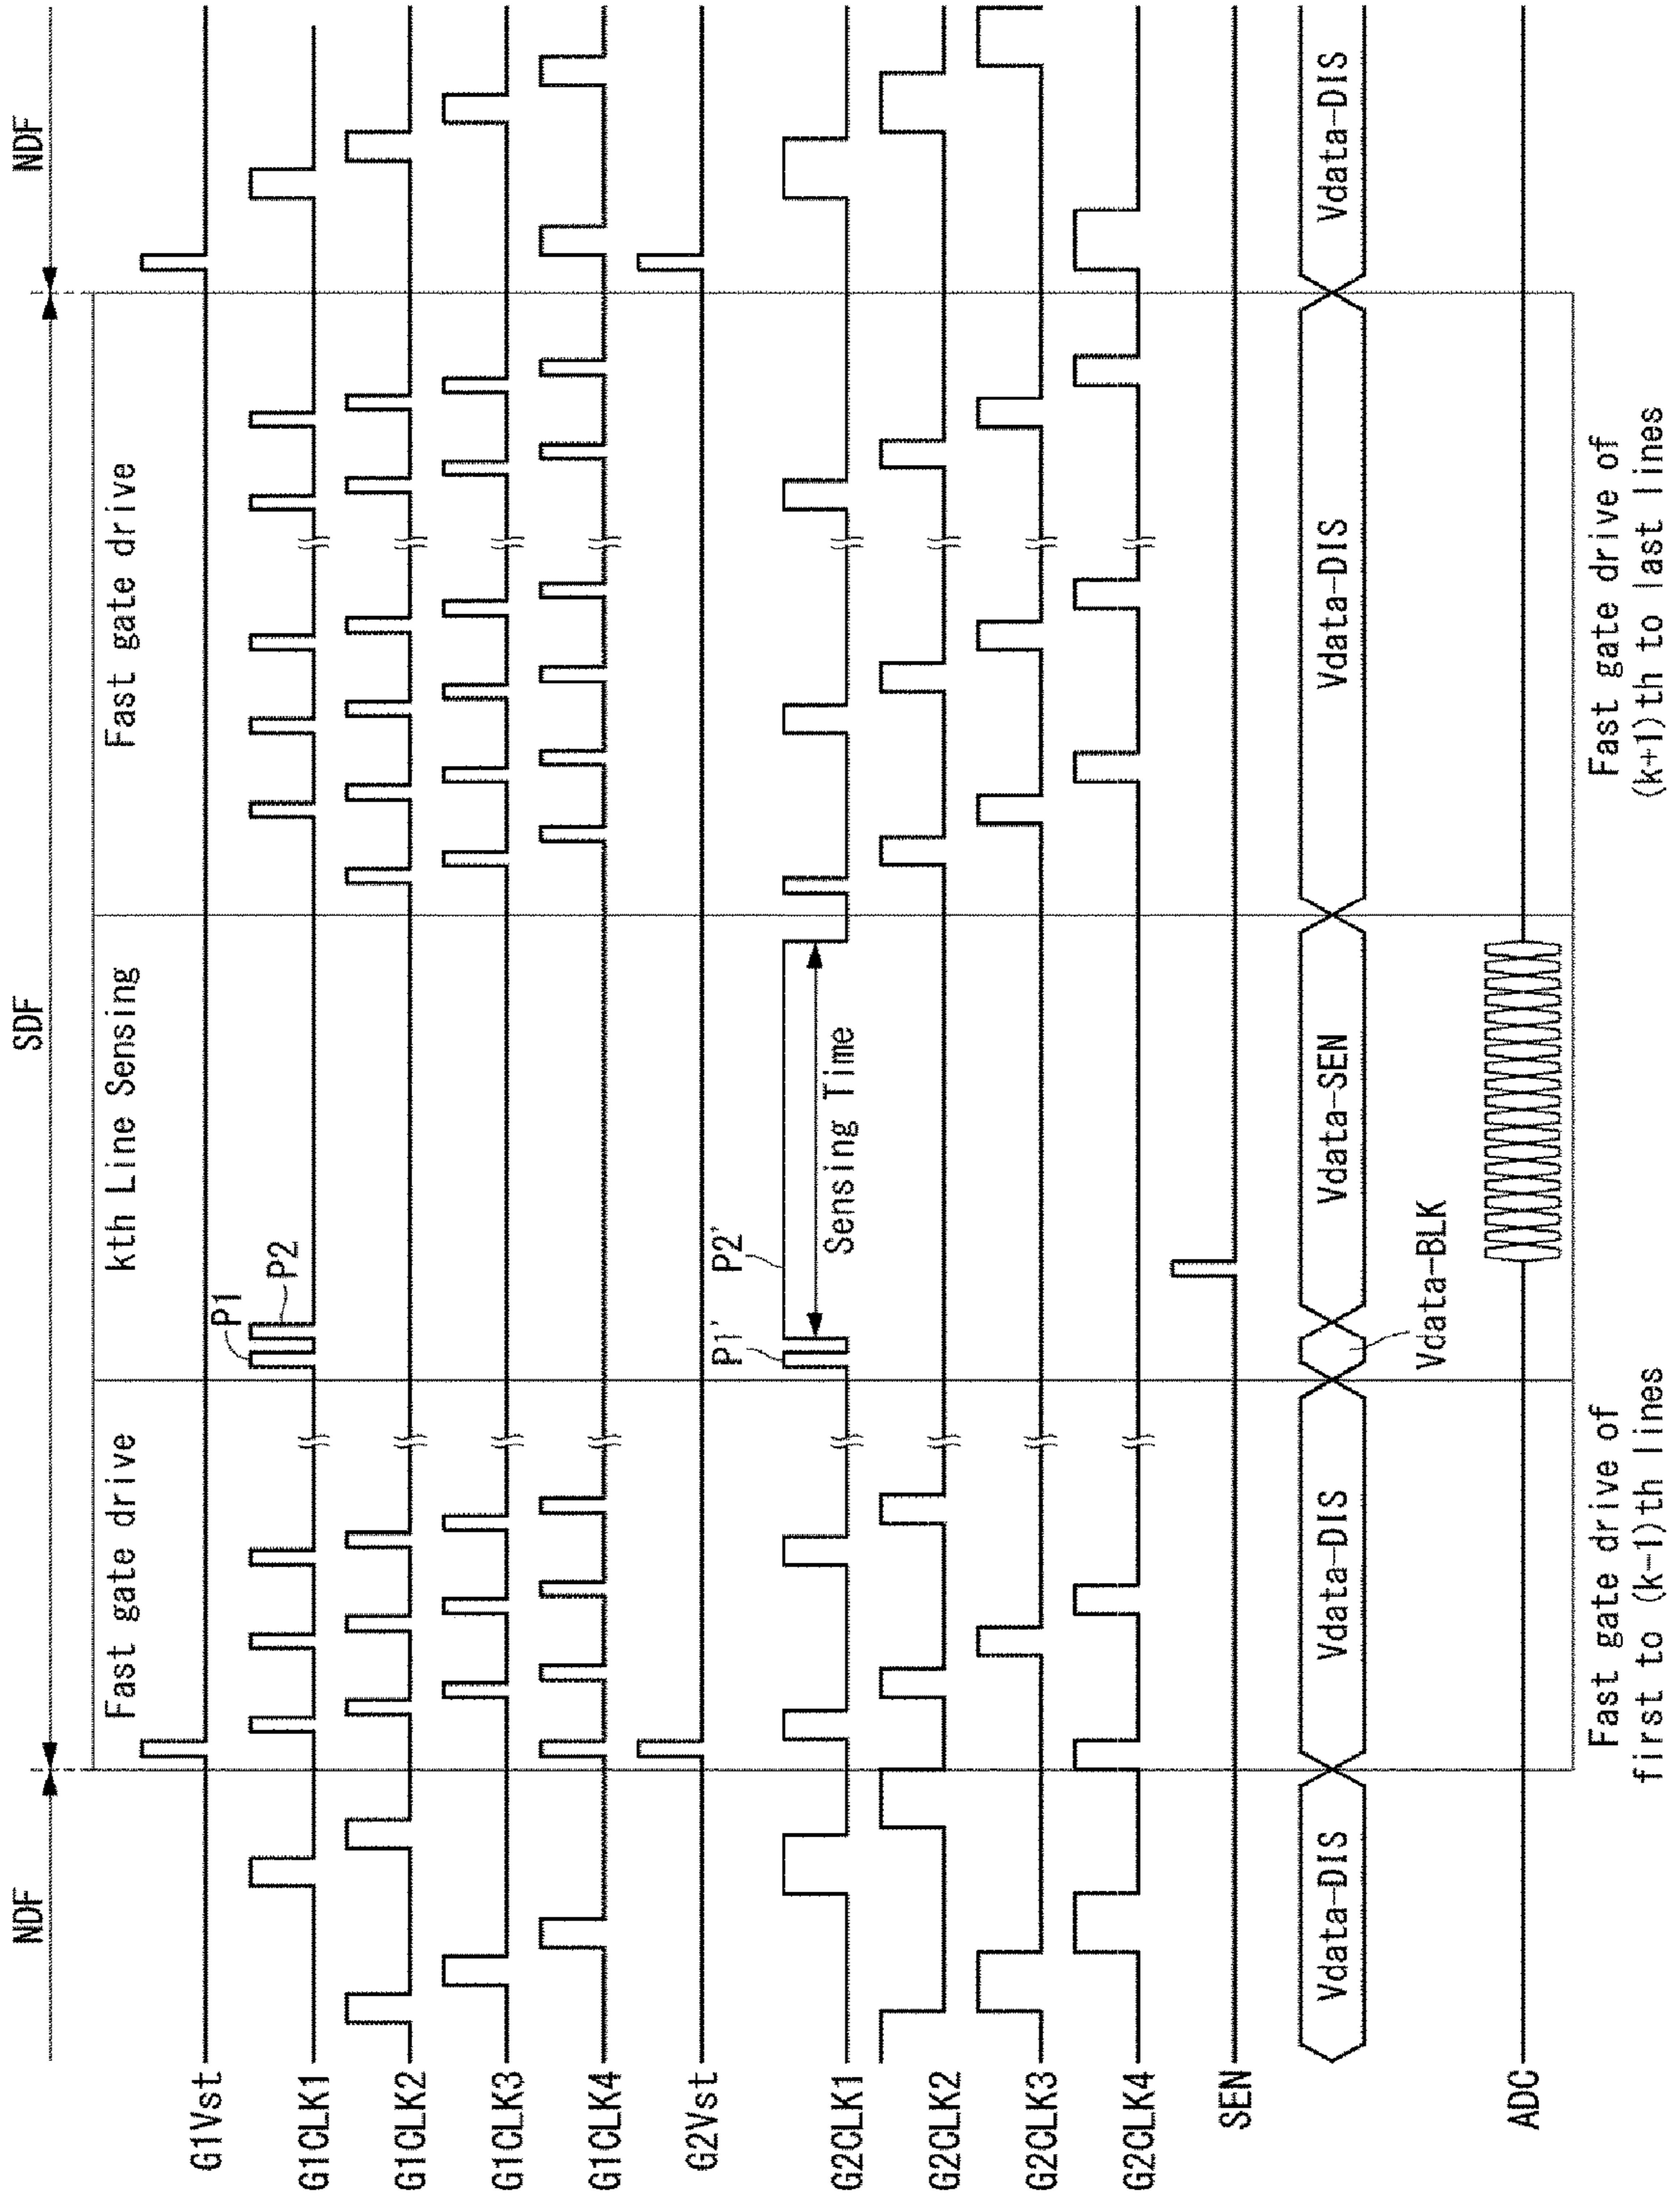 NDF
SDF
NDF
Fast gate drive
kth Line Sensing
Fast gate drive
G1Vst
P1
P2
G1CLK1
G1CLK2
G1CLK3
G1CLK4
G2Vst
P1'
P2'
Sensing Time
G2CLK1
G2CLK2
G2CLK3
G2CLK4
SEN
Vdata-DIS
Vdata-DIS
Vdata-SEN
Vdata-DIS
Vdata-DIS
Vdata-BLK
ADC
Fast gate drive of
first to (k-1)th lines
Fast gate drive of
(k+1)th to last lines